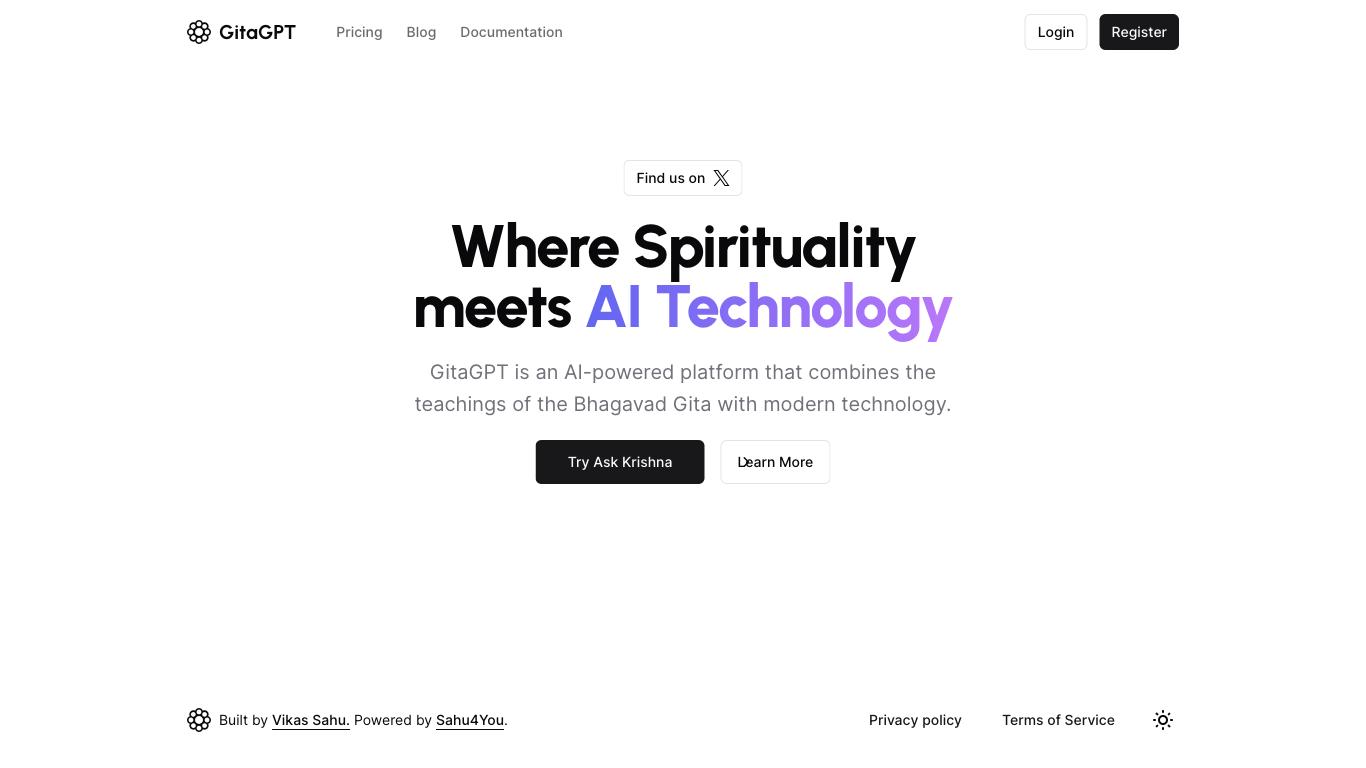 GitaGPT
Pricing
Blog
Documentation
Login
Register
Find us on X
Where Spirituality
meets AI Technology
GitaGPT is an AI-powered platform that combines the
teachings of the Bhagavad Gita with modern technology.
Try Ask Krishna
Learn More
Built by Vikas Sahu. Powered by Sahu4You.
Privacy policy
Terms of Service